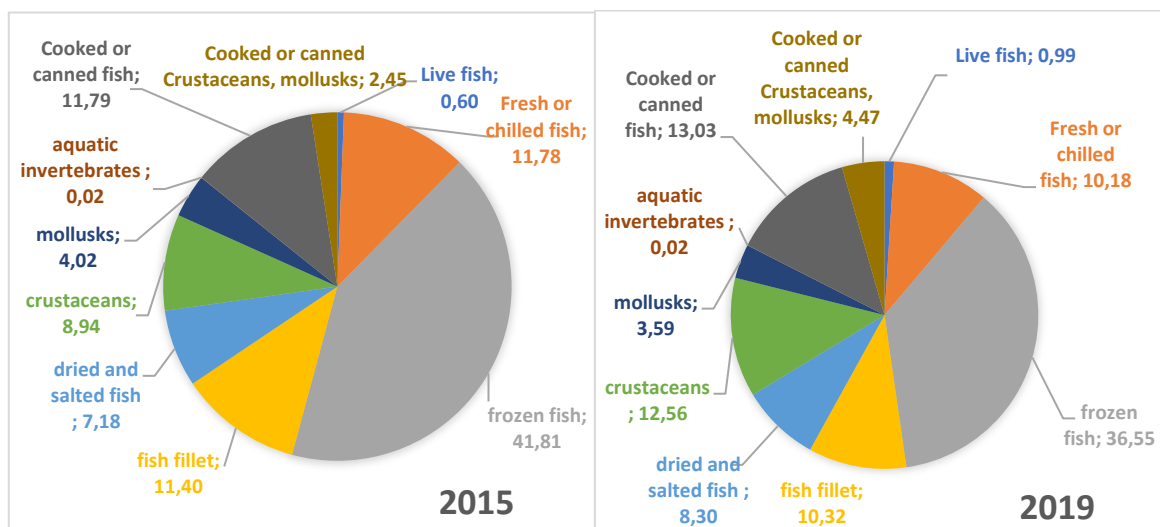 Cooked or
canned fish;
11,79
Cooked or canned
Crustaceans, mollusks; 2,45
Live fish;
0,60
Fresh or
chilled fish;
11,78
aquatic
invertebrates ;
0,02
mollusks;
4,02
crustaceans;
8,94
dried and
salted fish
; 7,18
fish fillet;
11,40
frozen fish;
41,81
2015
Cooked or
canned
Crustaceans,
mollusks; 4,47
Live fish; 0,99
Cooked or
canned
fish; 13,03
Fresh or
chilled
fish; 10,18
aquatic
invertebrates ;
0,02
mollusks;
3,59
crustaceans
; 12,56
dried and
salted fish ;
8,30
fish fillet;
10,32
frozen
fish; 36,55
2019